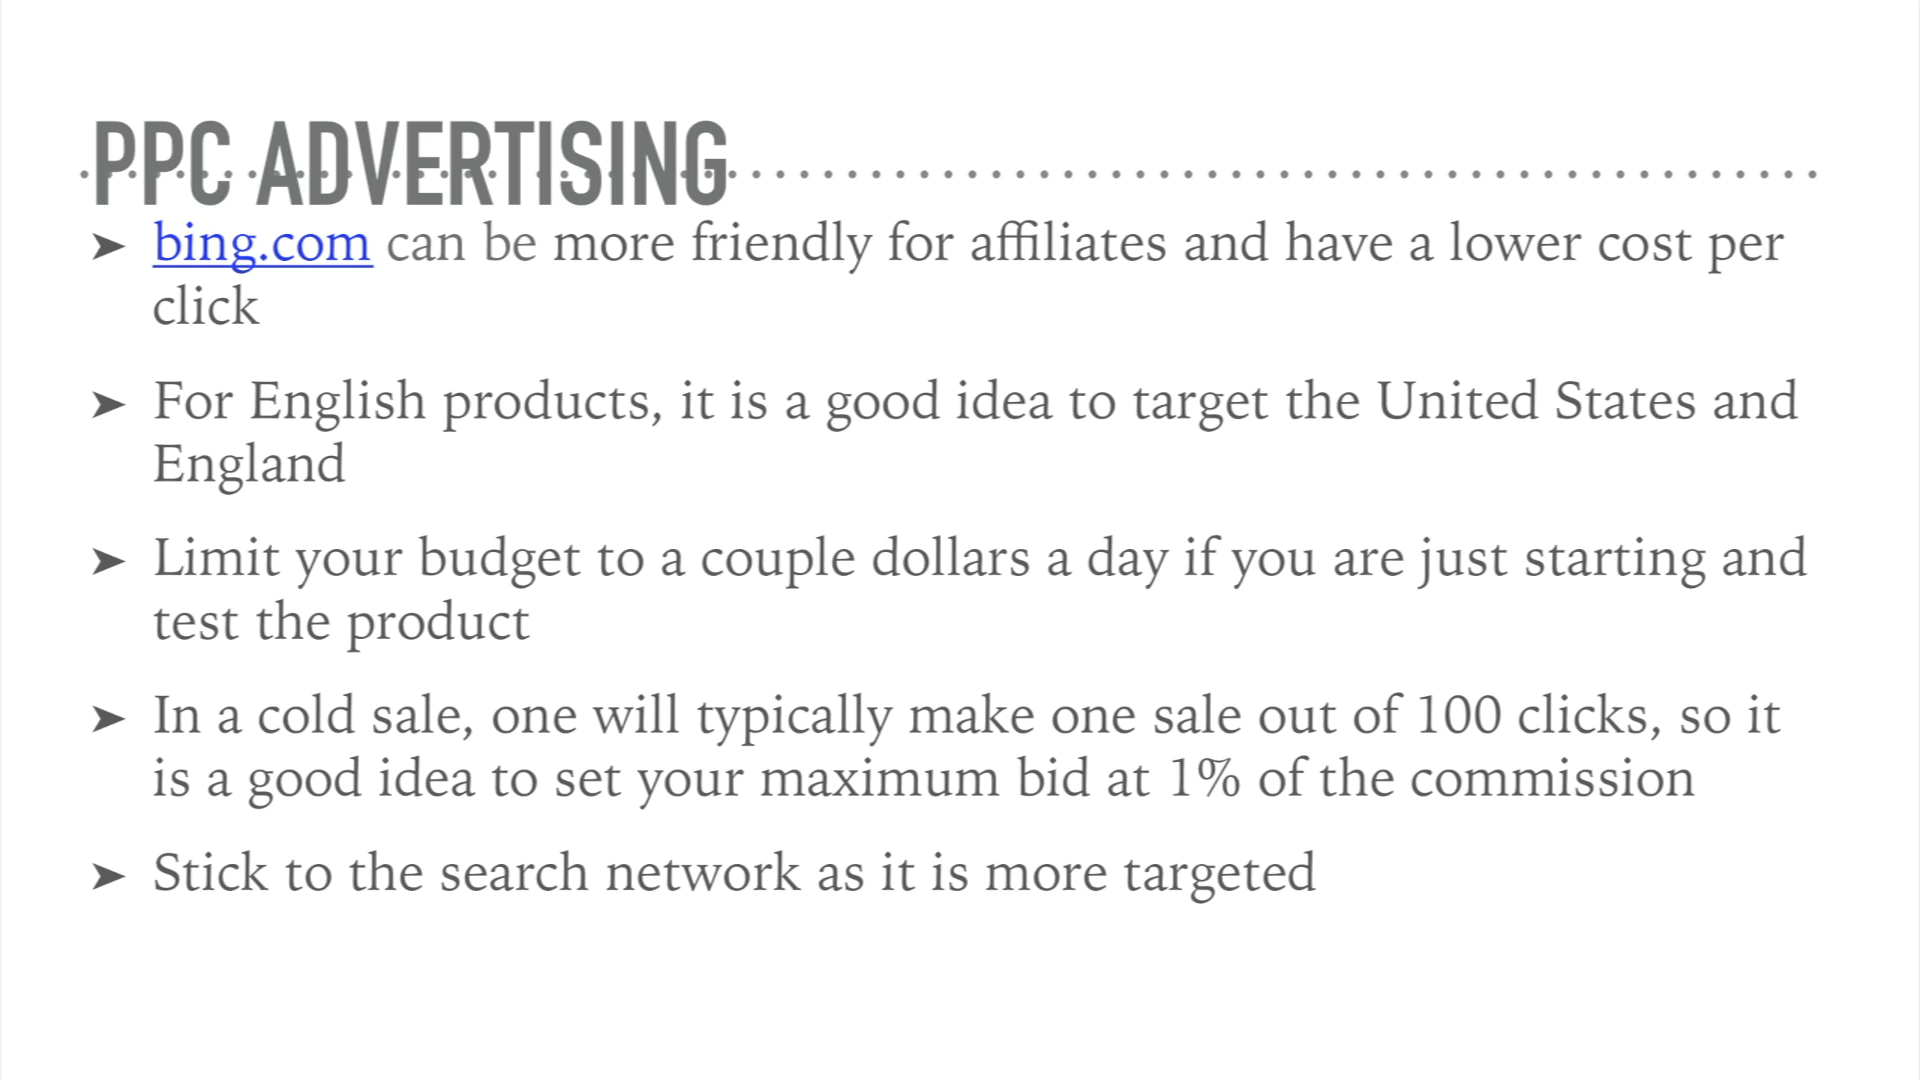 PPC ADVERTISING
➤ bing.com can be more friendly for affiliates and have a lower cost per
click
➤ For English products, it is a good idea to target the United States and
England
➤ Limit your budget to a couple dollars a day if you are just starting and
test the product
➤ In a cold sale, one will typically make one sale out of 100 clicks, so it
is a good idea to set your maximum bid at 1% of the commission
➤ Stick to the search network as it is more targeted